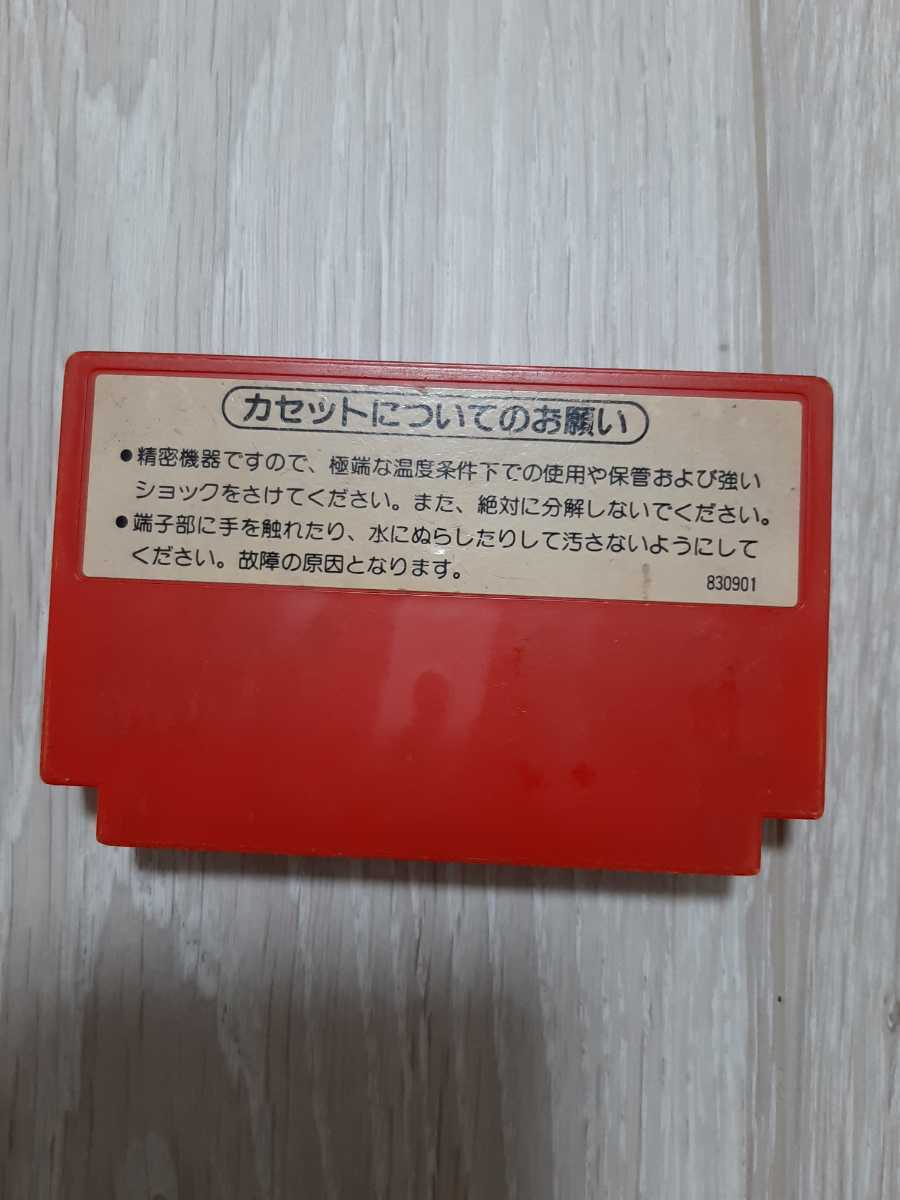 カセットについてのお願い
●精密機器ですので、極端な温度条件下での使用や保管および強い
ショックをさけてください。また、絶対に分解しないでください。
●端子部に手を触れたり、水にぬらしたりして汚さないようにして
ください。故障の原因となります。
830901